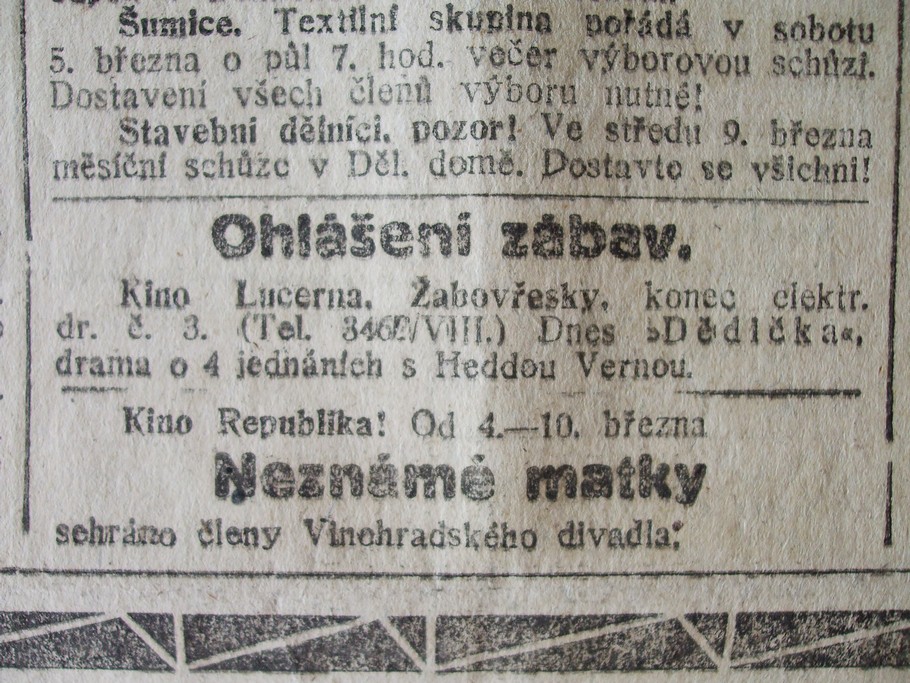 Šumice. Textilní skupina pořádá v sobotu
5. března o půl 7. hod. večer výborovou schůzi.
Dostavení všech členů výboru nutné!
Stavební dělníci, pozor! Ve středu 9. března
měsíční schůze v Děl. domě. Dostavte se všichni!
Ohlášení zábav.
Kino Lucerna, Žabovřesky, konec elektr.
dr. č. 3. (Tel. /VIII.) Dnes »Dědička«,
drama o 4 jednáních s Heddou Vernou.
Kino Republika! Od 4.—10. března
Neznámé matky
sehráno členy Vinohradského divadla.